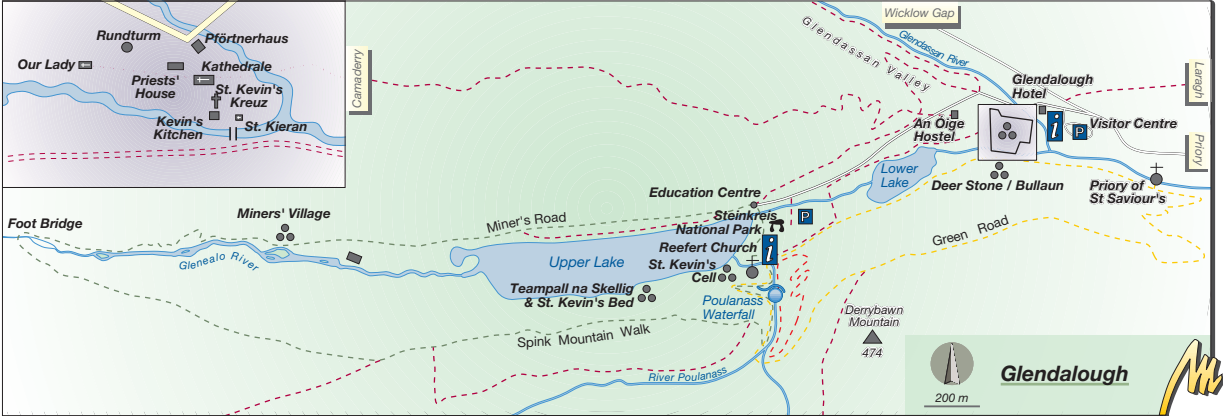 Rundturm
Pförtnerhaus
Our Lady
Priests'
House
Kathedrale
St. Kevin's
Kreuz
Kevin's
Kitchen
St. Kieran
Camaderry
Wicklow Gap
Glendassan River
Glendassan Valley
Glendalough
Hotel
Laragh
An Óige
Hostel
i
P
Visitor Centre
Priory
Lower
Lake
Deer Stone / Bullaun
Priory of
St Saviour's
Education Centre
Steinkreis
P
National Park
Reefert Church
i
St. Kevin's
Cell
Green Road
Foot Bridge
Miners' Village
Miner's Road
Glenealo River
Upper Lake
Teampall na Skellig
& St. Kevin's Bed
Poulanass
Waterfall
Spink Mountain Walk
Derrybawn
Mountain
474
River Poulanass
200 m
Glendalough